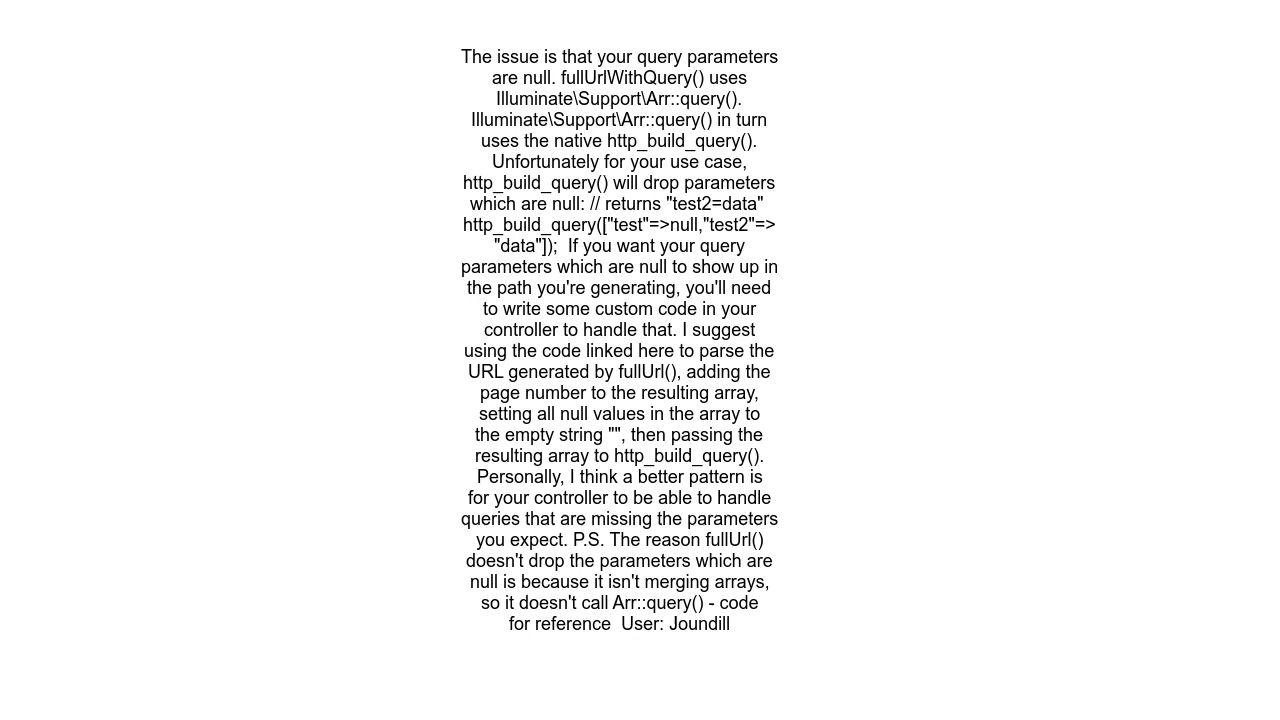 The issue is that your query parameters
are null. fullUrlWithQuery() uses
Illuminate\Support\Arr::query().
Illuminate\Support\Arr::query() in turn
uses the native http_build_query().
Unfortunately for your use case,
http_build_query() will drop parameters
which are null: // returns "test2=data"
http_build_query(["test"=>null,"test2"=>
"data"]);  If you want your query
parameters which are null to show up in
the path you're generating, you'll need
to write some custom code in your
controller to handle that. I suggest
using the code linked here to parse the
URL generated by fullUrl(), adding the
page number to the resulting array,
setting all null values in the array to
the empty string "", then passing the
resulting array to http_build_query().
Personally, I think a better pattern is
for your controller to be able to handle
queries that are missing the parameters
you expect. P.S. The reason fullUrl()
doesn't drop the parameters which are
null is because it isn't merging arrays,
so it doesn't call Arr::query() - code
for reference  User: Joundill